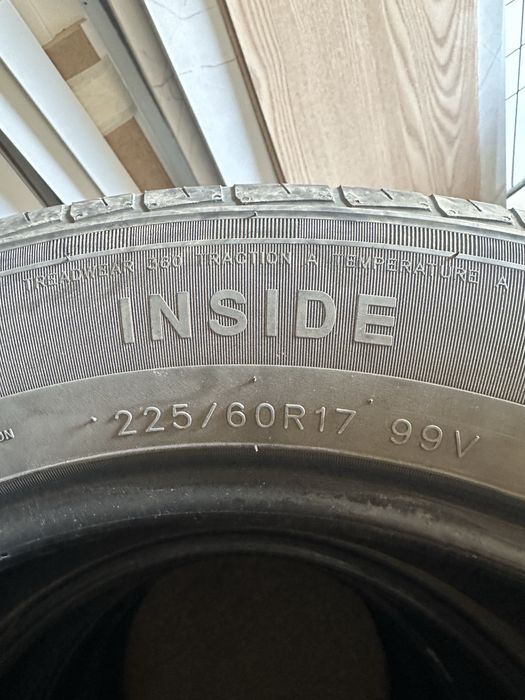 TREADWEAR 360 TRACTION A TEMPERATURE A
INSIDE
225/60R17 99V